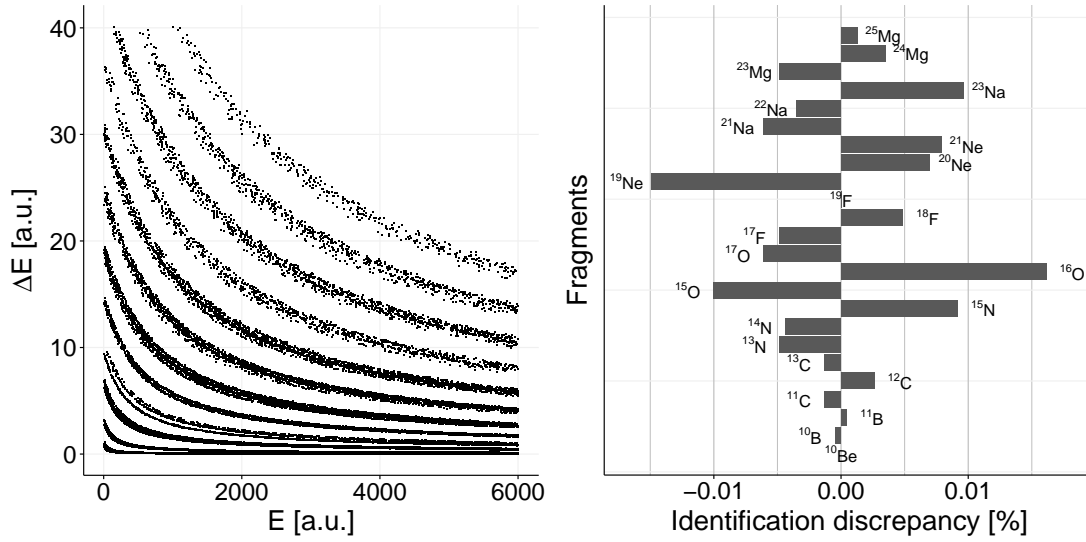 40
30
20
10
0
ΔE [a.u.]
0 2000 4000 6000
E [a.u.]
Fragments
²⁵Mg
²⁴Mg
²³Mg
²³Na
²²Na
²¹Na
²¹Ne
²⁰Ne
¹⁹Ne
¹⁹F
¹⁸F
¹⁷F
¹⁷O
¹⁶O
¹⁵O
¹⁵N
¹⁴N
¹³N
¹³C
¹²C
¹¹C
¹¹B
¹⁰B
¹⁰Be
−0.01 0.00 0.01
Identification discrepancy [%]